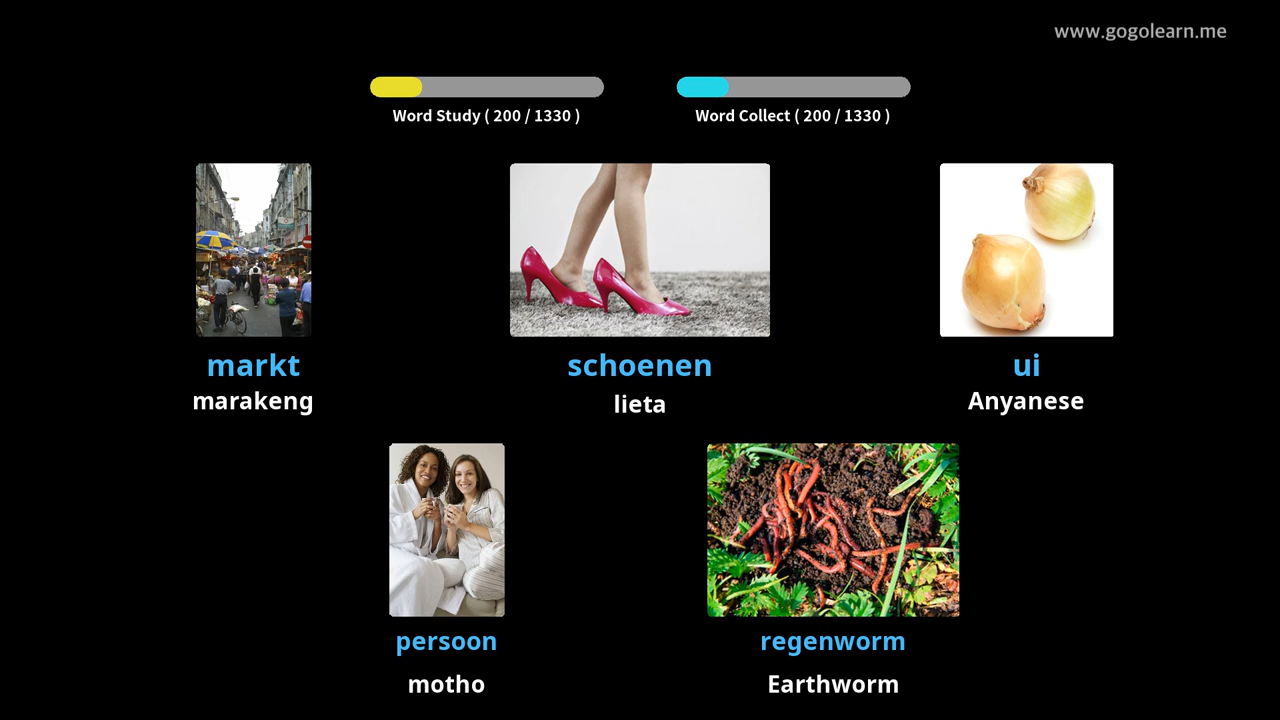 www.gogolearn.me
Word Study ( 200 / 1330 )
Word Collect ( 200 / 1330 )
markt
marakeng
schoenen
lieta
ui
Anyanese
persoon
motho
regenworm
Earthworm